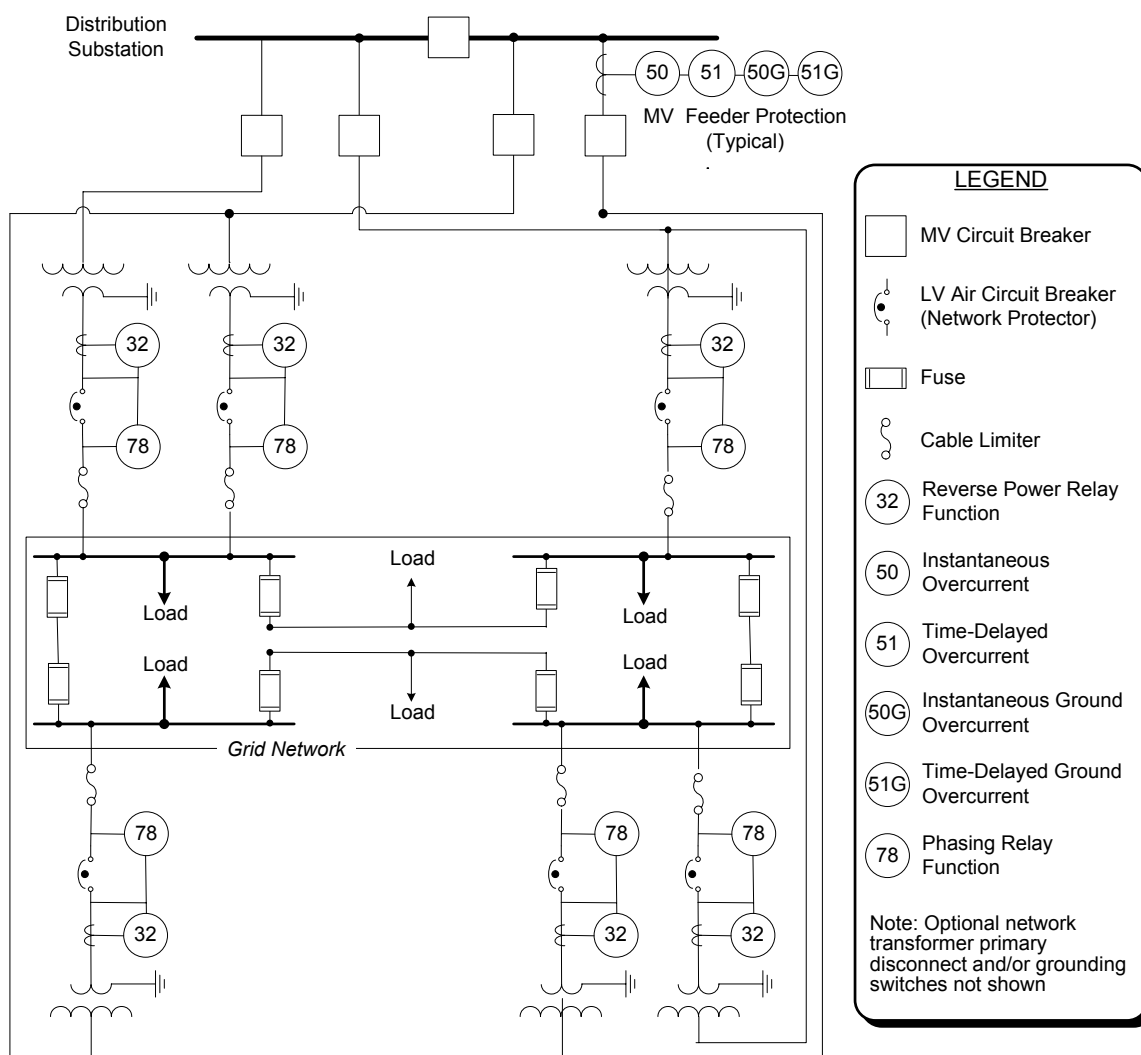 Distribution
Substation
50
51
50G
51G
MV Feeder Protection
(Typical)
.
32
32
32
78
78
78
Load
Load
Load
Load
Load
Load
Grid Network
78
78
78
32
32
32
LEGEND
MV Circuit Breaker
LV Air Circuit Breaker
(Network Protector)
Fuse
Cable Limiter
32
Reverse Power Relay
Function
50
Instantaneous
Overcurrent
51
Time-Delayed
Overcurrent
50G
Instantaneous Ground
Overcurrent
51G
Time-Delayed Ground
Overcurrent
78
Phasing Relay
Function
Note: Optional network
transformer primary
disconnect and/or grounding
switches not shown